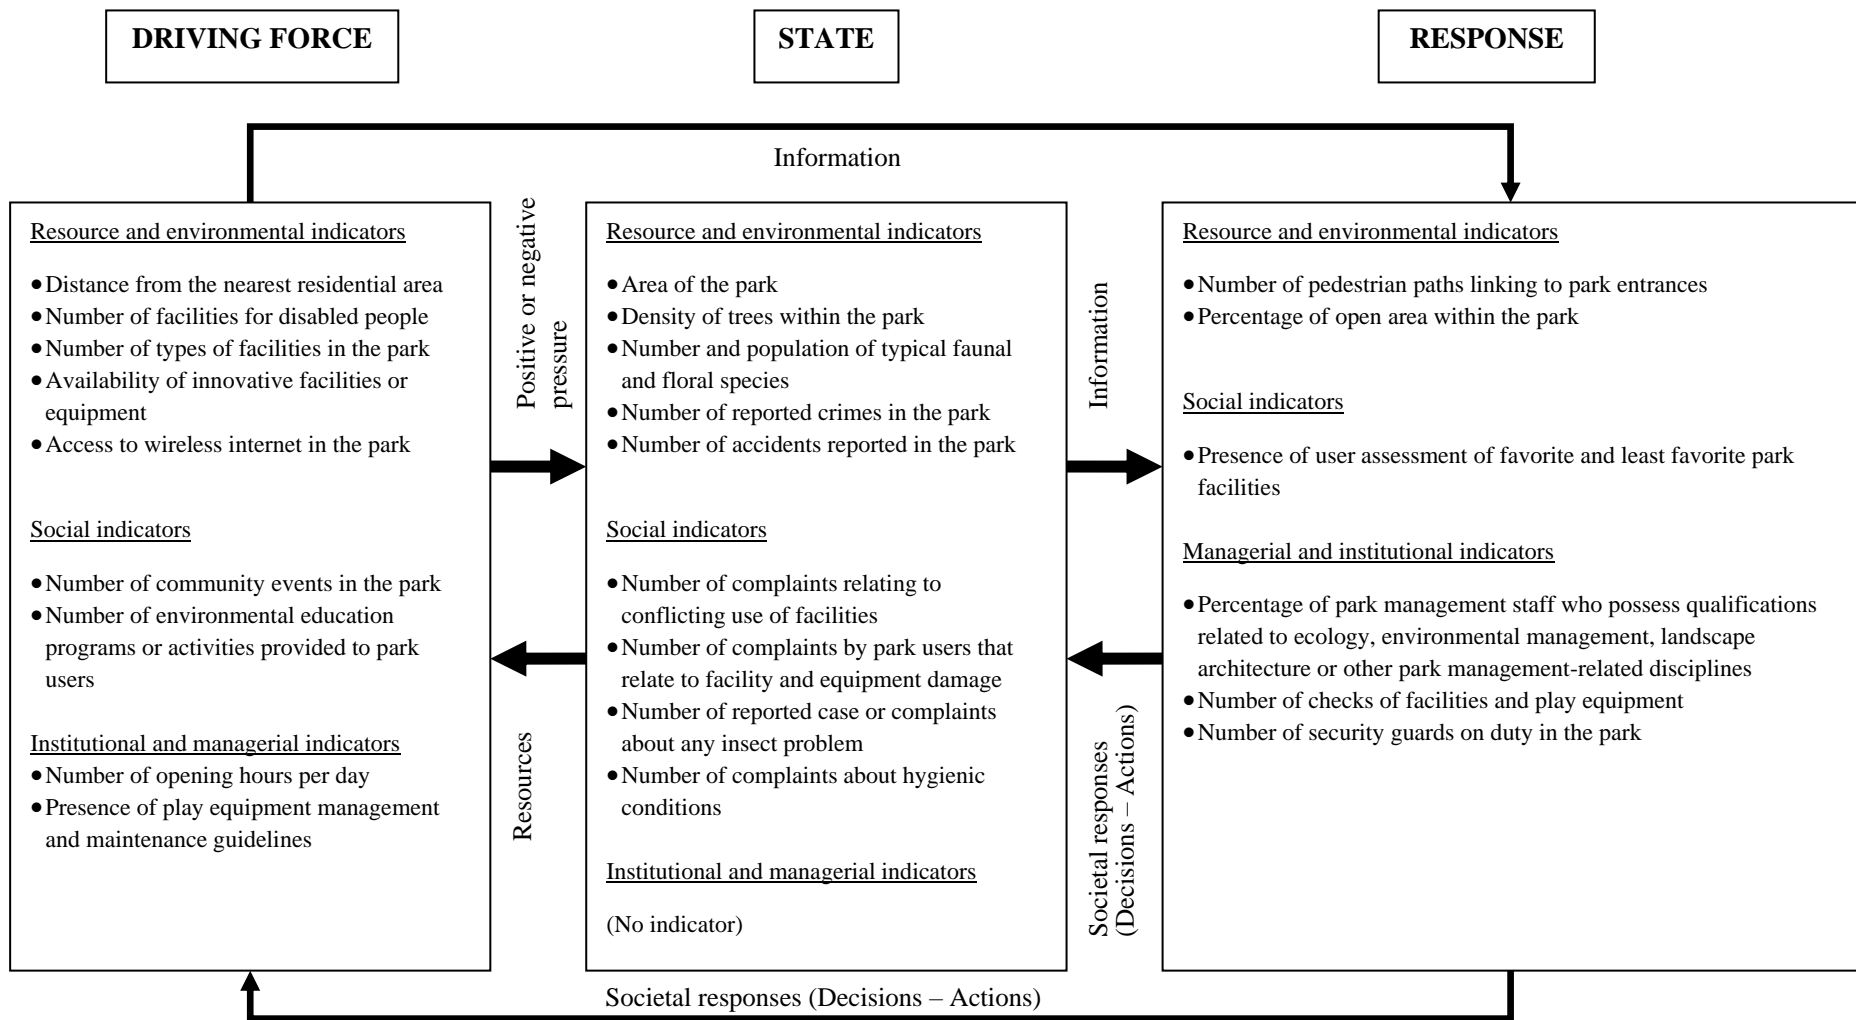 DRIVING FORCE
STATE
RESPONSE
Information
Resource and environmental indicators
•Distance from the nearest residential area
•Number of facilities for disabled people
•Number of types of facilities in the park
•Availability of innovative facilities or
equipment
•Access to wireless internet in the park
Social indicators
•Number of community events in the park
•Number of environmental education
programs or activities provided to park
users
Institutional and managerial indicators
•Number of opening hours per day
•Presence of play equipment management
and maintenance guidelines
Positive or negative
pressure
Resources
Resource and environmental indicators
•Area of the park
•Density of trees within the park
•Number and population of typical faunal
and floral species
•Number of reported crimes in the park
•Number of accidents reported in the park
Social indicators
•Number of complaints relating to
conflicting use of facilities
•Number of complaints by park users that
relate to facility and equipment damage
•Number of reported case or complaints
about any insect problem
•Number of complaints about hygienic
conditions
Institutional and managerial indicators
(No indicator)
Information
Societal responses
(Decisions – Actions)
Resource and environmental indicators
•Number of pedestrian paths linking to park entrances
•Percentage of open area within the park
Social indicators
•Presence of user assessment of favorite and least favorite park
facilities
Managerial and institutional indicators
•Percentage of park management staff who possess qualifications
related to ecology, environmental management, landscape
architecture or other park management-related disciplines
•Number of checks of facilities and play equipment
•Number of security guards on duty in the park
Societal responses (Decisions – Actions)